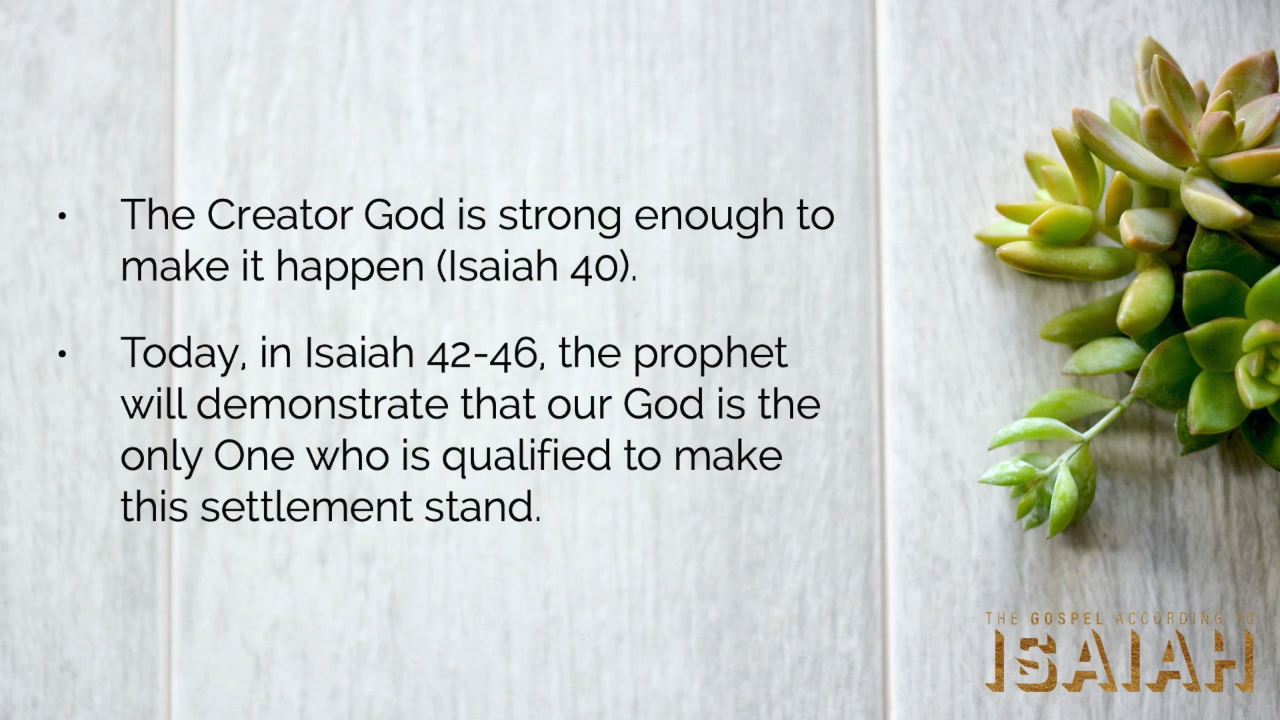 • The Creator God is strong enough to
make it happen (Isaiah 40).
• Today, in Isaiah 42-46, the prophet
will demonstrate that our God is the
only One who is qualified to make
this settlement stand.
THE GOSPEL ACCORDING TO
ISAIAH